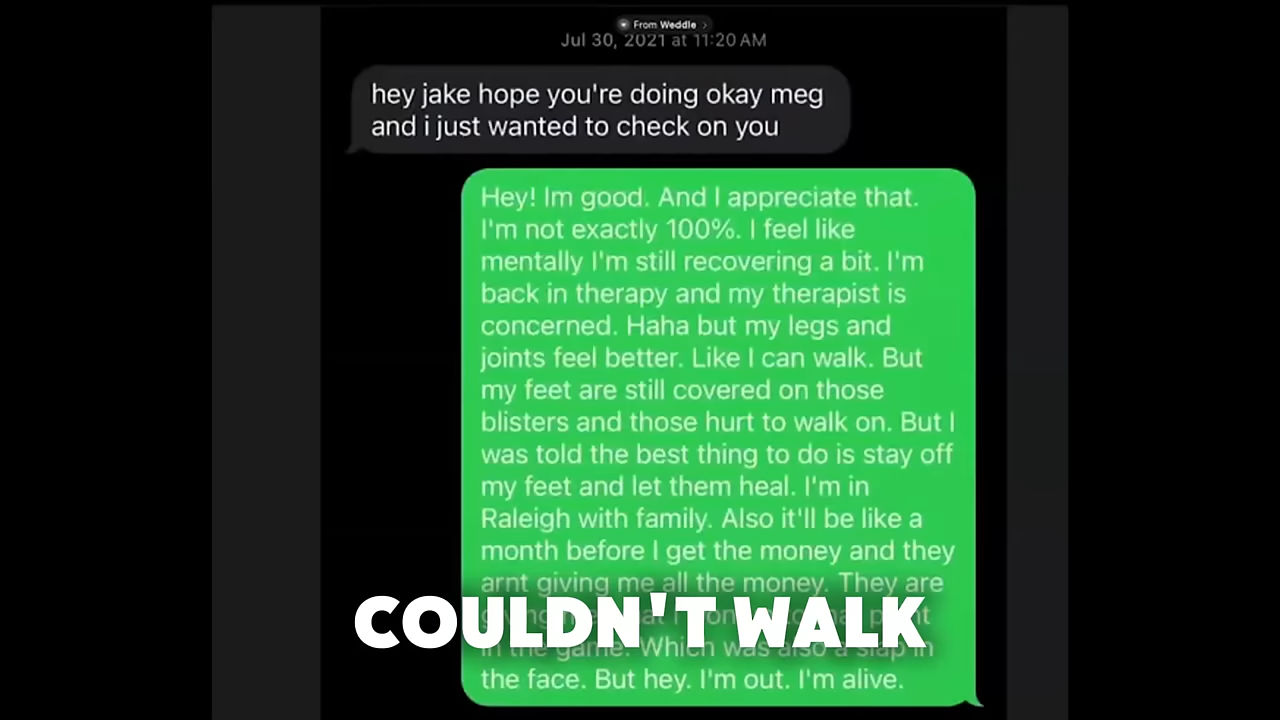 From Weddle >
Jul 30, 2021 at 11:20 AM
hey jake hope you're doing okay meg
and i just wanted to check on you
Hey! Im good. And I appreciate that.
I'm not exactly 100%. I feel like
mentally I'm still recovering a bit. I'm
back in therapy and my therapist is
concerned. Haha but my legs and
joints feel better. Like I can walk. But
my feet are still covered on those
blisters and those hurt to walk on. But I
was told the best thing to do is stay off
my feet and let them heal. I'm in
Raleigh with family. Also it'll be like a
month before I get the money and they
arnt giving me all the money. They are
in the game. Which was also a slap in
the face. But hey. I'm out. I'm alive.
COULDN'T WALK